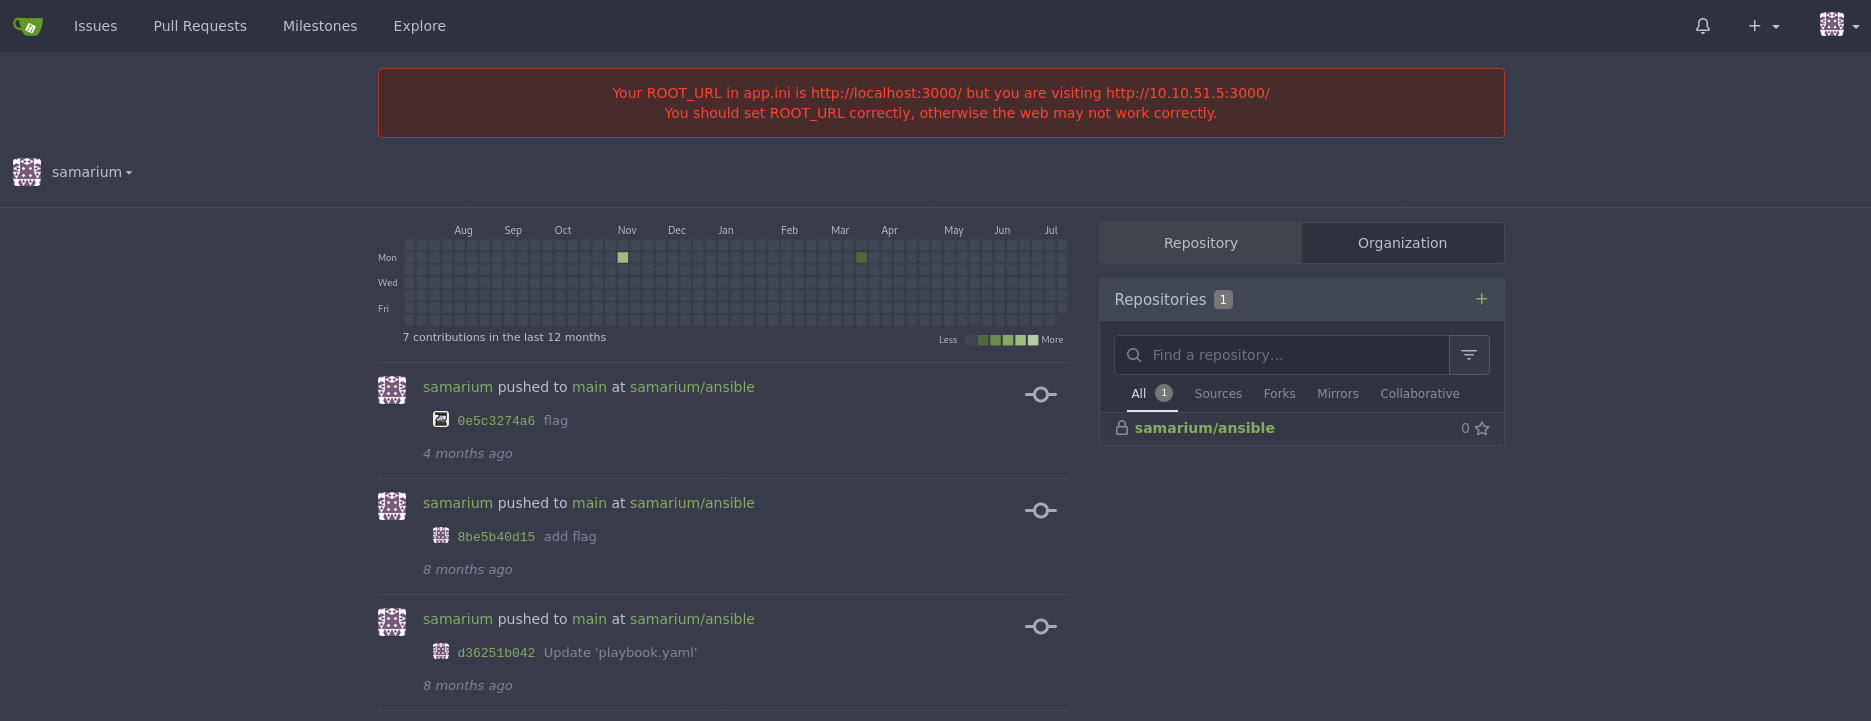 Issues Pull Requests Milestones Explore
Your ROOT_URL in app.ini is http://localhost:3000/ but you are visiting http://10.10.51.5:3000/
You should set ROOT_URL correctly, otherwise the web may not work correctly.
samarium
Aug Sep Oct Nov Dec Jan Feb Mar Apr May Jun Jul
Mon
Wed
Fri
7 contributions in the last 12 months
Less More
samarium pushed to main at samarium/ansible
0e5c3274a6 flag
4 months ago
samarium pushed to main at samarium/ansible
8be5b40d15 add flag
8 months ago
samarium pushed to main at samarium/ansible
d36251b042 Update 'playbook.yaml'
8 months ago
Repository Organization
Repositories 1
Find a repository...
All 1 Sources Forks Mirrors Collaborative
samarium/ansible 0